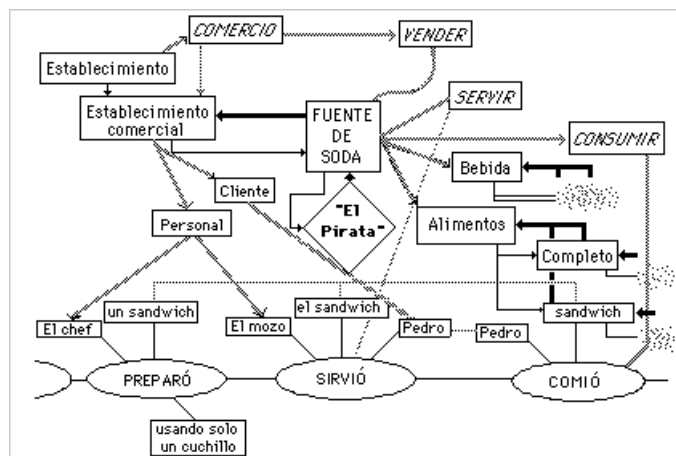 COMERCIO
VENDER
Establecimiento
SERVIR
Establecimiento
comercial
FUENTE
DE
SODA
CONSUMIR
Bebida
Cliente
"El
Pirata"
Personal
Alimentos
Completo
un sandwich
el sandwich
sandwich
El chef
El mozo
Pedro
Pedro
PREPARÓ
SIRVIÓ
COMIÓ
usando solo
un cuchillo